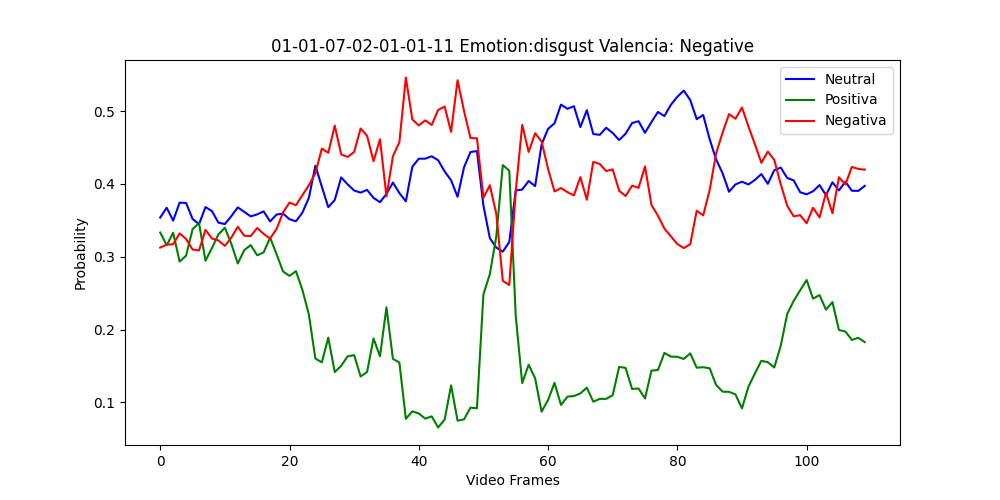 01-01-07-02-01-01-11 Emotion:disgust Valencia: Negative
Neutral
Positiva
Negativa
Probability
0.5
0.4
0.3
0.2
0.1
0 20 40 60 80 100
Video Frames